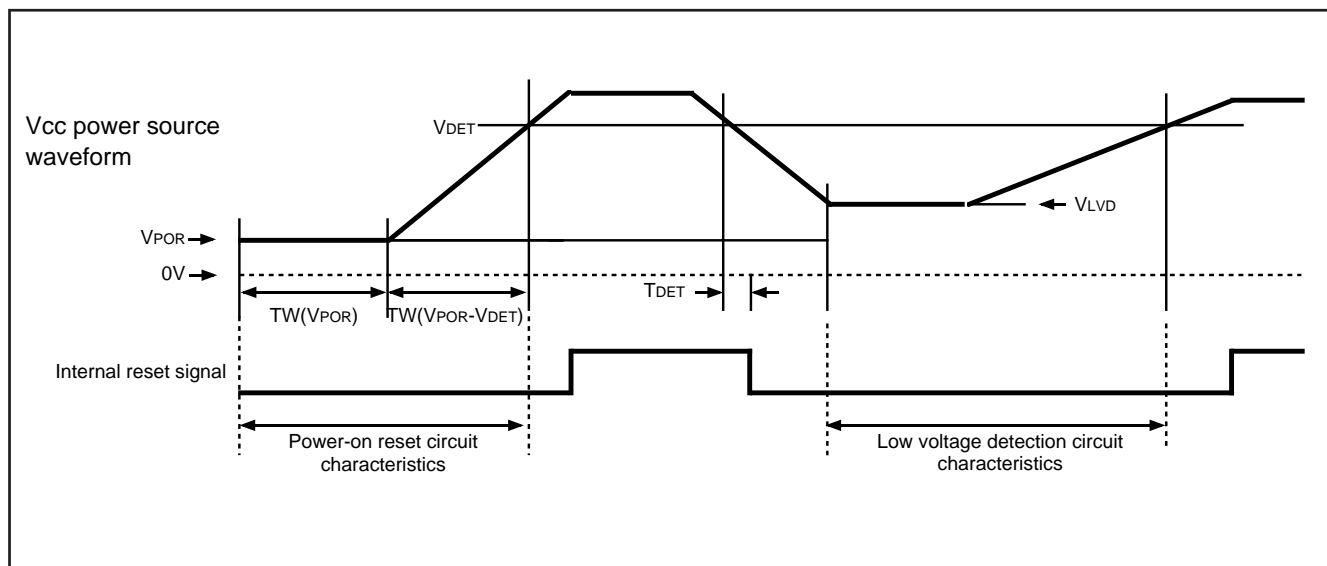 Vcc power source
waveform
VDET
VLVD
VPOR
0V
TDET
TW(VPOR)
TW(VPOR-VDET)
Internal reset signal
Power-on reset circuit
characteristics
Low voltage detection circuit
characteristics